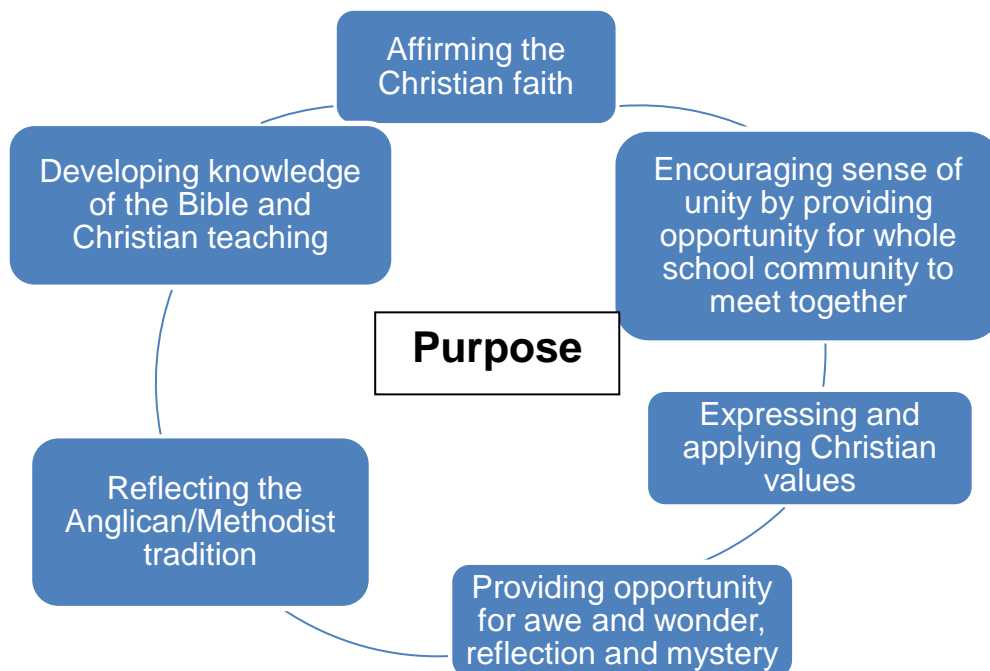 Affirming the
Christian faith
Encouraging sense of
unity by providing
opportunity for whole
school community to
meet together
Expressing and
applying Christian
values
Providing opportunity
for awe and wonder,
reflection and mystery
Reflecting the
Anglican/Methodist
tradition
Developing knowledge
of the Bible and
Christian teaching
Purpose